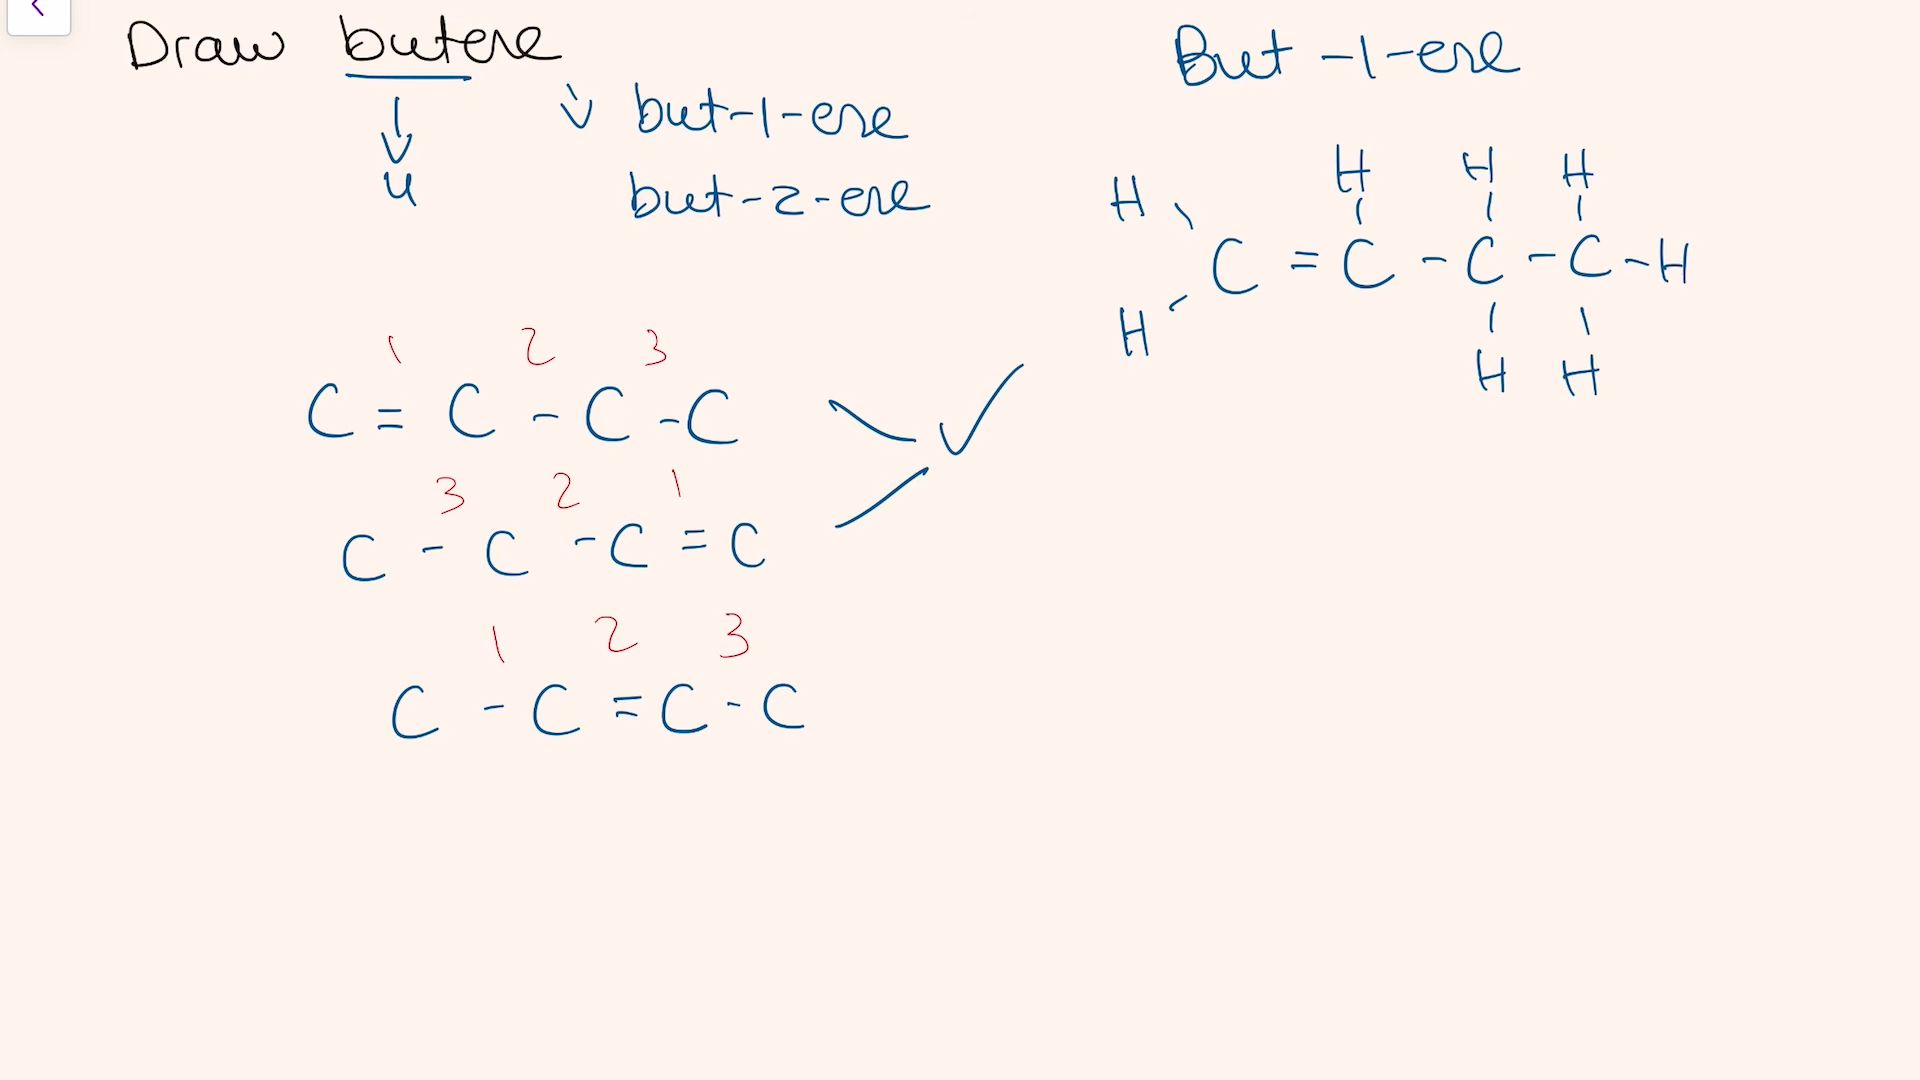 Draw butene
↓ but-1-ene
4
but-2-ene
1 2 3
C = C - C - C
3 2 1
C - C - C = C
1 2 3
C - C = C - C
But-1-ene
H H H H
C = C - C - C - H
H H H